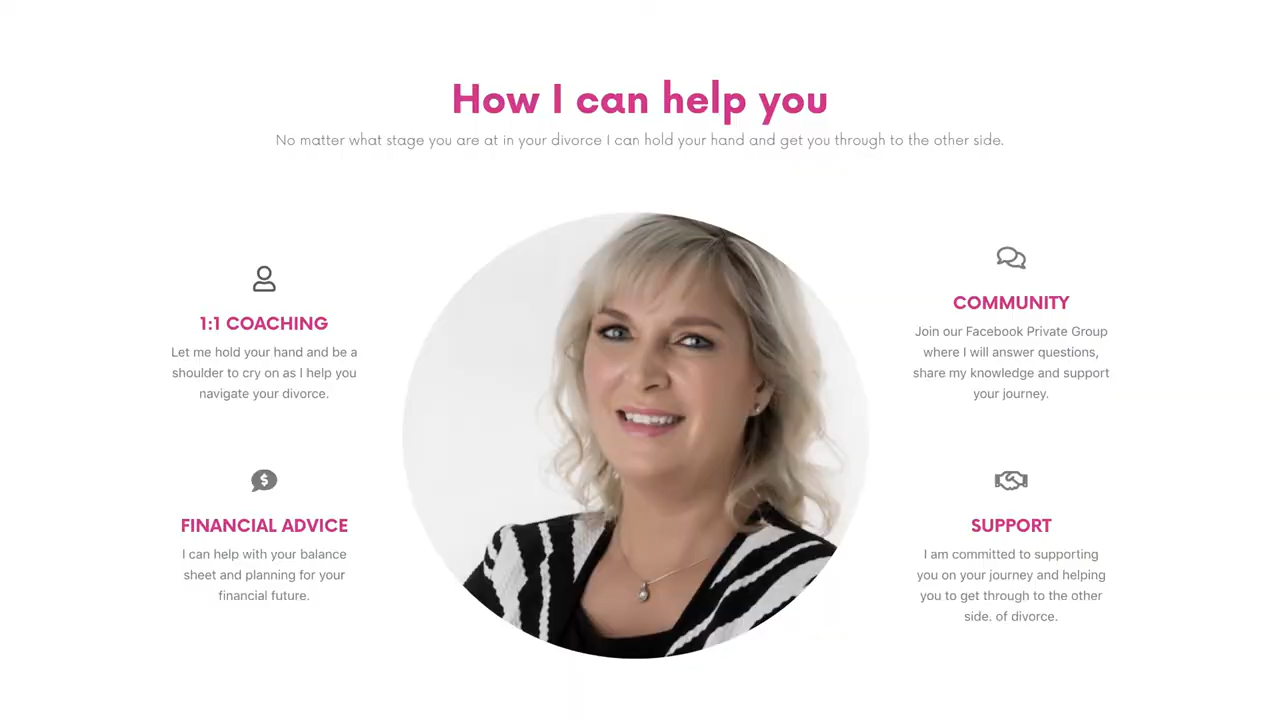 How I can help you
No matter what stage you are at in your divorce I can hold your hand and get you through to the other side.
1:1 COACHING
Let me hold your hand and be a
shoulder to cry on as I help you
navigate your divorce.
FINANCIAL ADVICE
I can help with your balance
sheet and planning for your
financial future.
COMMUNITY
Join our Facebook Private Group
where I will answer questions,
share my knowledge and support
your journey.
SUPPORT
I am committed to supporting
you on your journey and helping
you to get through to the other
side. of divorce.